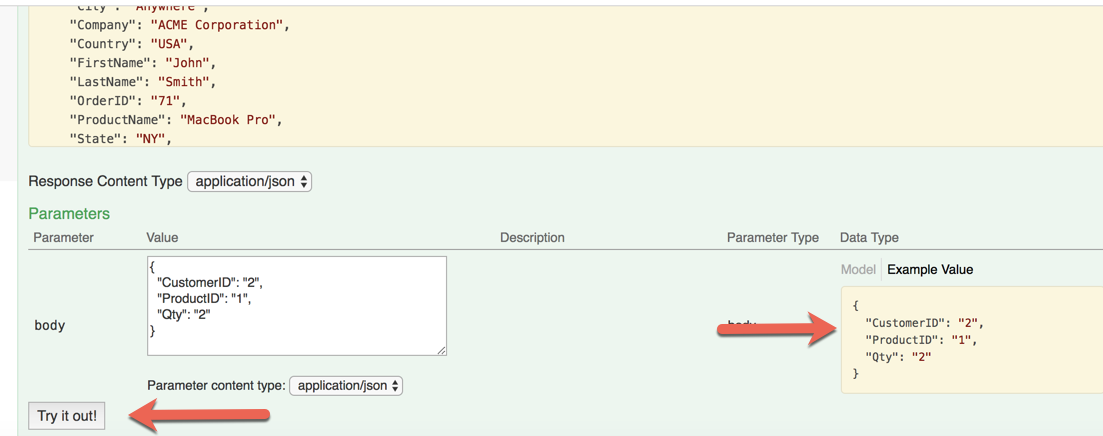 "City": "Anywhere",
"Company": "ACME Corporation",
"Country": "USA",
"FirstName": "John",
"LastName": "Smith",
"OrderID": "71",
"ProductName": "MacBook Pro",
"State": "NY",
Response Content Type application/json
Parameters
Parameter Value Description Parameter Type Data Type
Model Example Value
body
{
"CustomerID": "2",
"ProductID": "1",
"Qty": "2"
}
body
{
"CustomerID": "2",
"ProductID": "1",
"Qty": "2"
}
Parameter content type: application/json
Try it out!